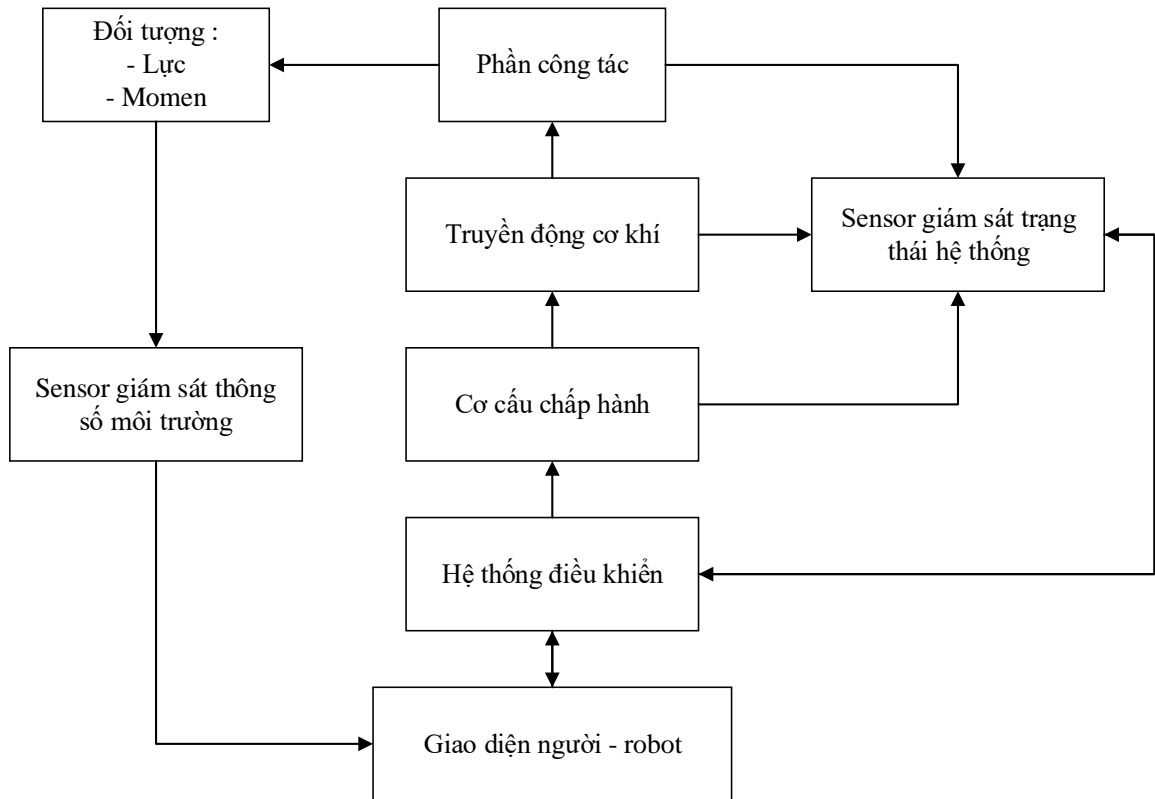 Đối tượng :
- Lực
- Momen
Phần công tác
Truyền động cơ khí
Sensor giám sát trạng
thái hệ thống
Sensor giám sát thông
số môi trường
Cơ cấu chấp hành
Hệ thống điều khiển
Giao diện người - robot